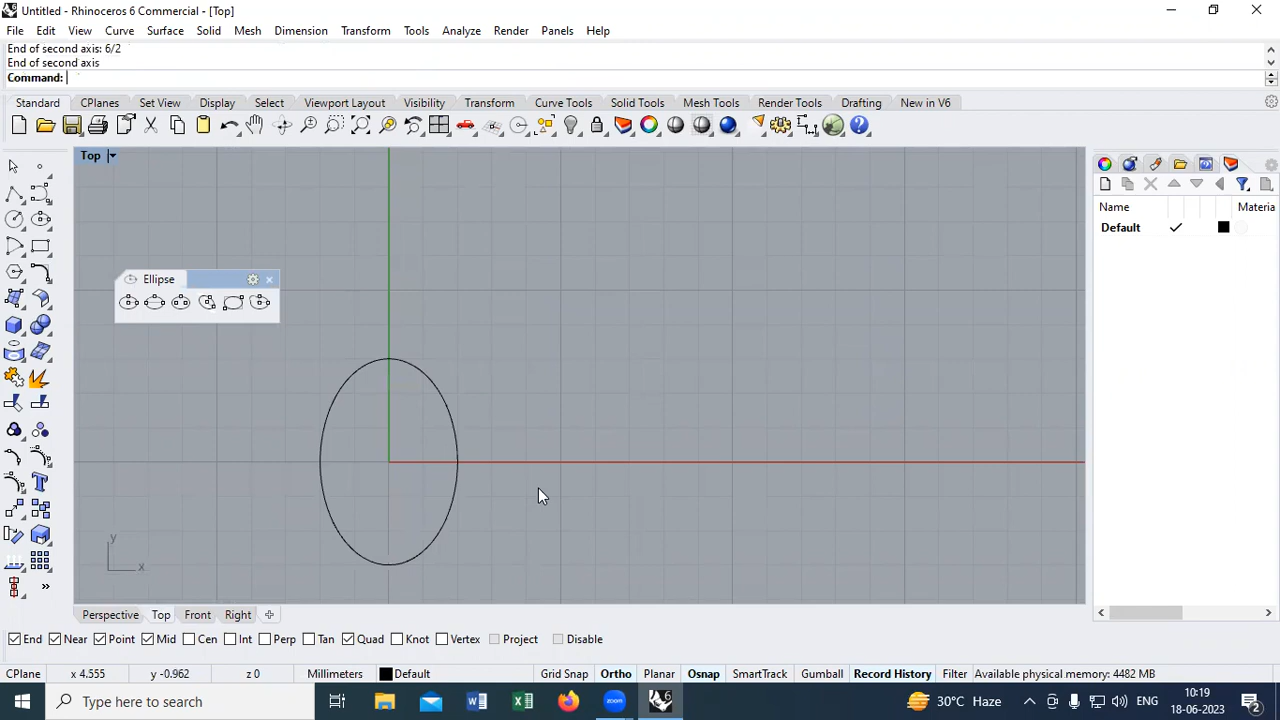 Untitled - Rhinoceros 6 Commercial - [Top]
File Edit View Curve Surface Solid Mesh Dimension Transform Tools Analyze Render Panels Help
End of second axis: 6/2
End of second axis
Command:
Standard CPlanes Set View Display Select Viewport Layout Visibility Transform Curve Tools Solid Tools Mesh Tools Render Tools Drafting New in V6
Top
Name Materia
Default
Ellipse
y
x
Perspective Top Front Right
End Near Point Mid Cen Int Perp Tan Quad Knot Vertex Project Disable
CPlane x 4.555 y -0.962 z 0 Millimeters Default Grid Snap Ortho Planar Osnap SmartTrack Gumball Record History Filter Available physical memory: 4482 MB
Type here to search zoom 6 30°C Haze ENG 10:19
18-06-2023 2